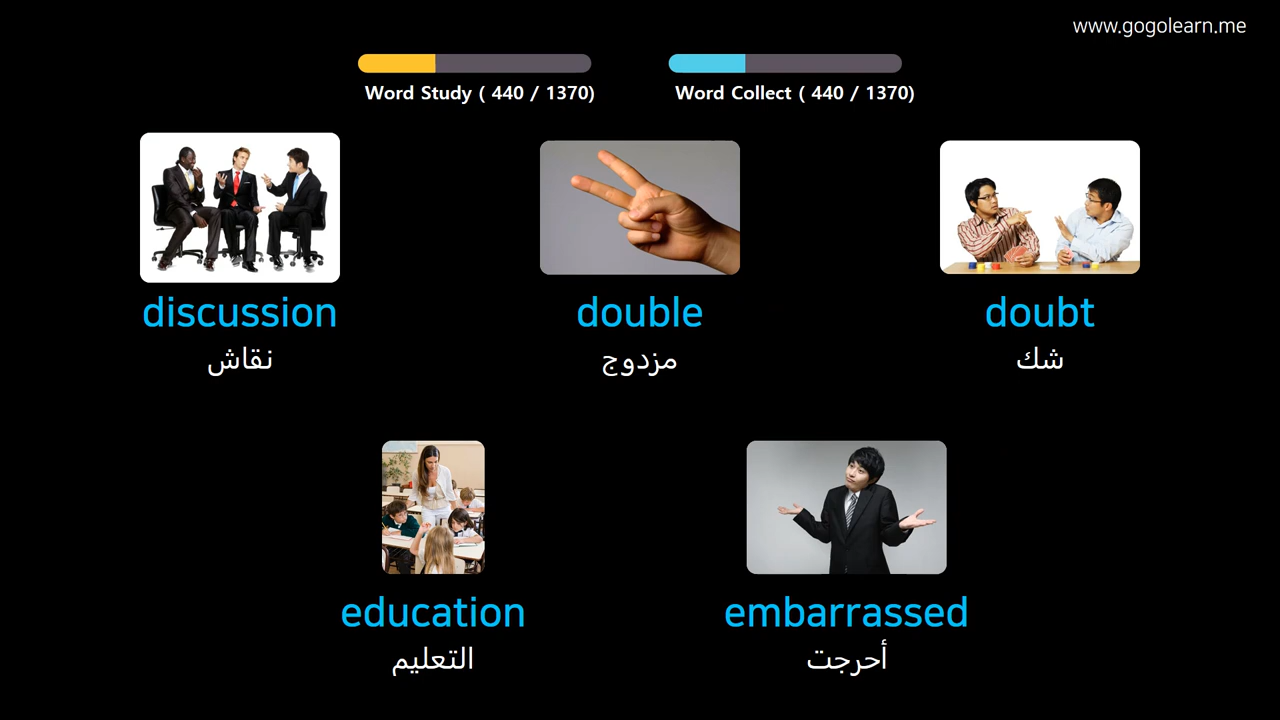 www.gogolearn.me
Word Study ( 440 / 1370)
Word Collect ( 440 / 1370)
discussion
نقاش
double
مزدوج
doubt
شك
education
التعليم
embarrassed
أحرجت